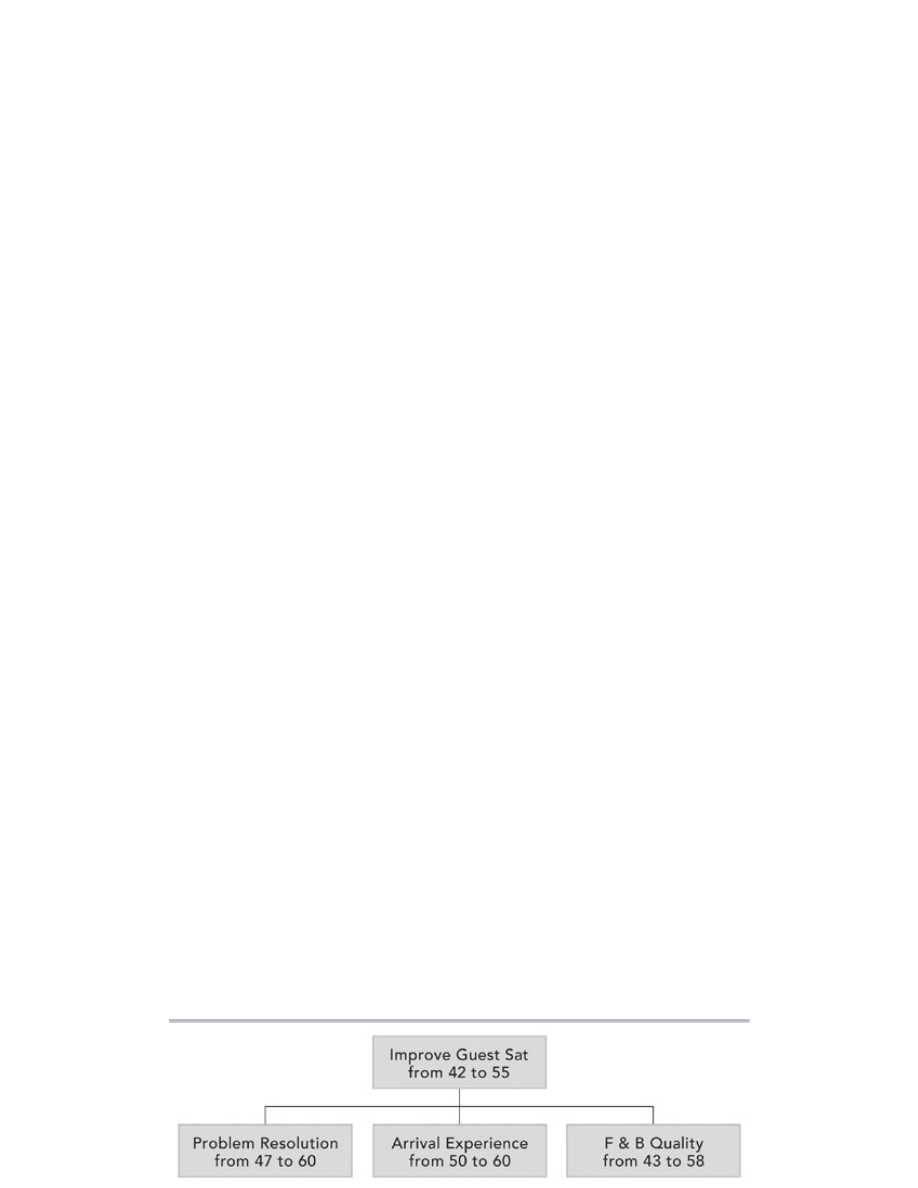 Improve Guest Sat
from 42 to 55
Problem Resolution
from 47 to 60
Arrival Experience
from 50 to 60
F & B Quality
from 43 to 58